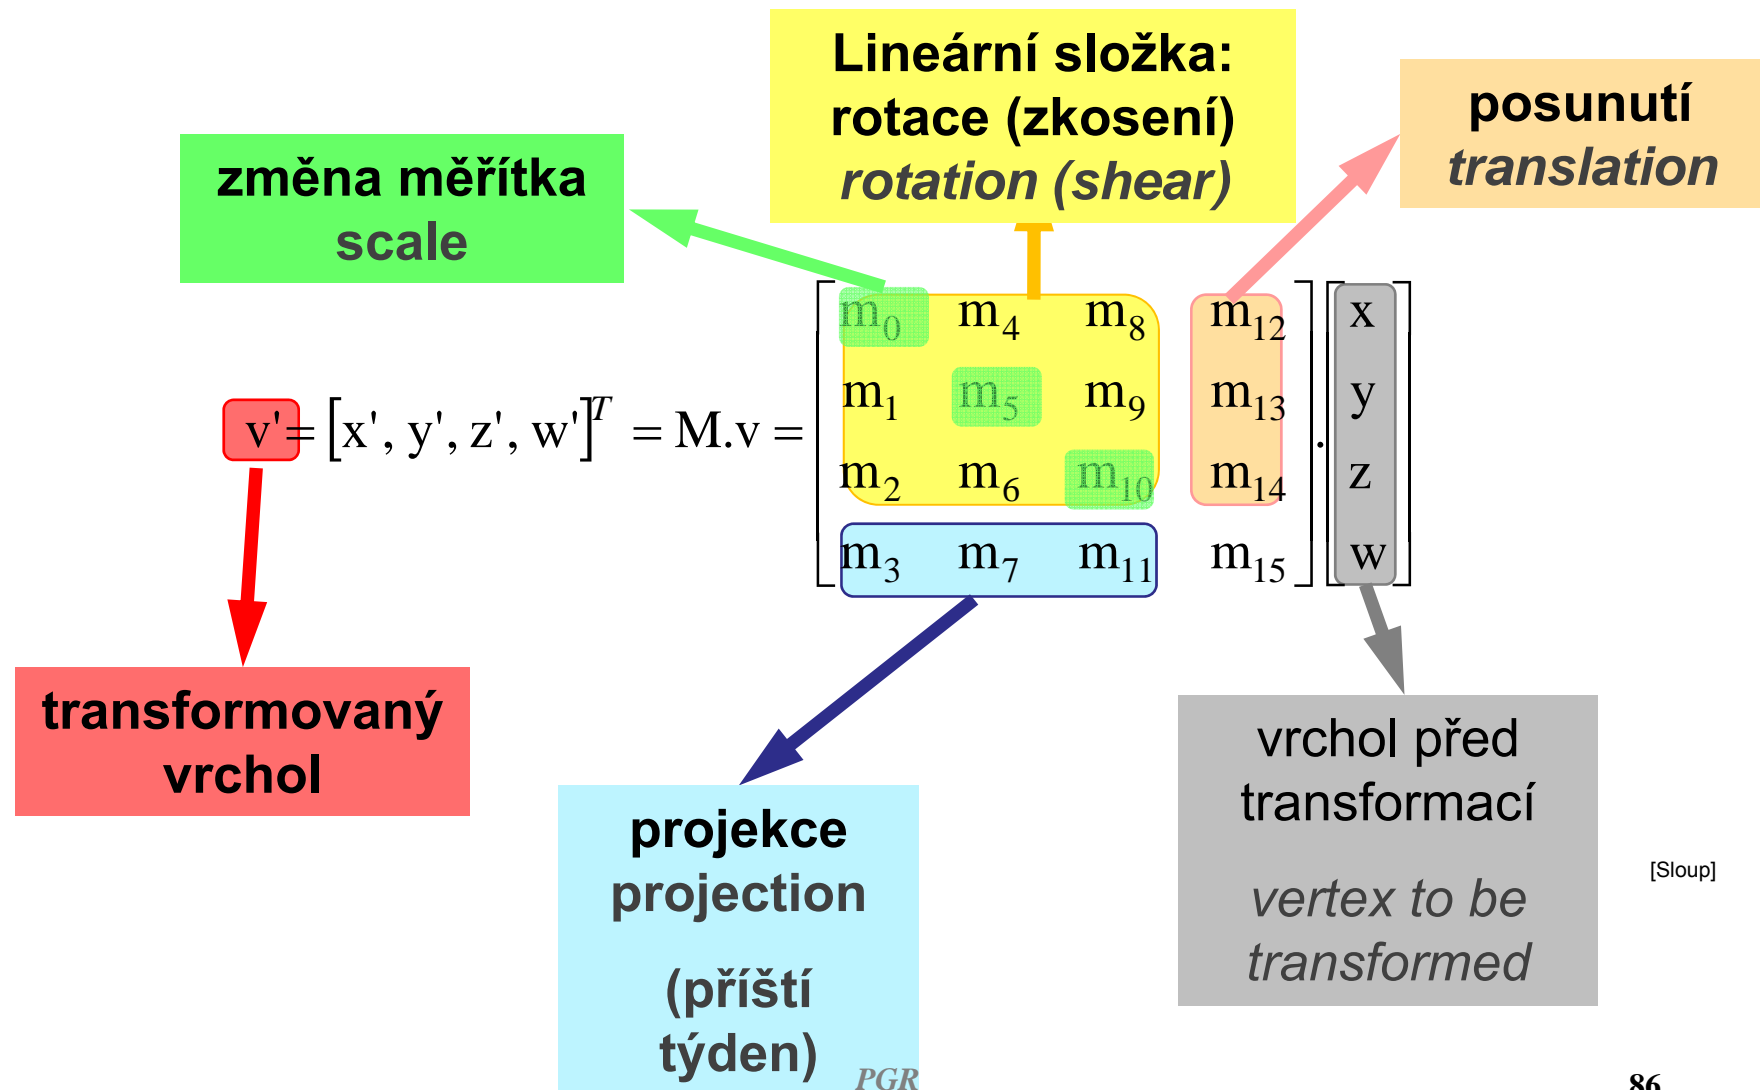 Lineární složka:
rotace (zkosení)
rotation (shear)
posunutí
translation
změna měřítka
scale
m₀ m₄ m₈ m₁₂ x
m₁ m₅ m₉ m₁₃ y
v'= [x', y', z', w']ᵀ = M.v = .
m₂ m₆ m₁₀ m₁₄ z
m₃ m₇ m₁₁ m₁₅ w
transformovaný
vrchol
projekce
projection
(příští
týden)
vrchol před
transformací
vertex to be
transformed
[Sloup]
PGR
86